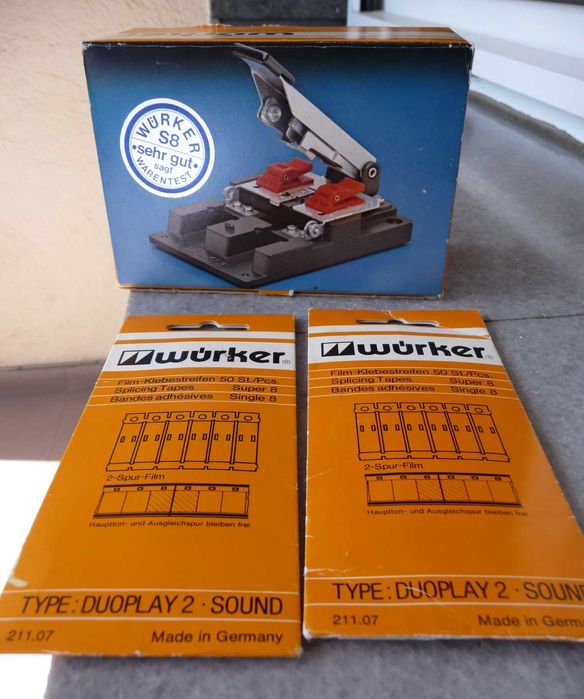 WÜRKER
S8
•sehr gut•
sagt
WARENTEST
würker®
Film-Klebestreifen 50 St./Pcs.
Splicing Tapes Super 8
Bandes adhésives Single 8
2-Spur-Film
Hauptton- und Ausgleichspur bleiben frei
TYPE: DUOPLAY 2 · SOUND
211.07 Made in Germany
würker®
Film-Klebestreifen 50 St./Pcs.
Splicing Tapes Super 8
Bandes adhésives Single 8
2-Spur-Film
Hauptton- und Ausgleichspur bleiben frei
TYPE: DUOPLAY 2 · SOUN
211.07 Made in German